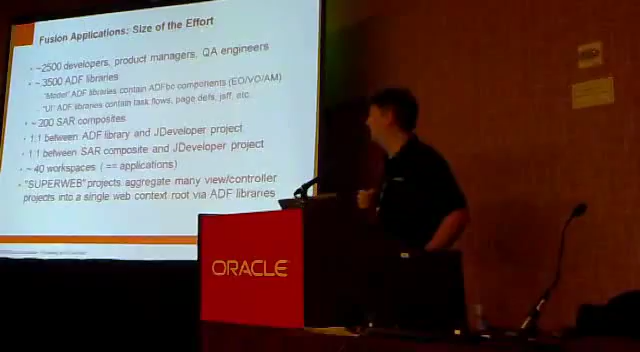 Fusion Applications: Size of the Effort
~2500 developers, product managers, QA engineers
~ 3500 ADF libraries
"Model" ADF libraries contain ADFbc components (EO/VO/AM)
"UI" ADF libraries contain task flows, page defs, jsff, etc.
~ 200 SAR composites
1:1 between ADF library and JDeveloper project
1:1 between SAR composite and JDeveloper project
~ 40 workspaces ( == applications)
"SUPERWEB" projects aggregate many view/controller
projects into a single web context root via ADF libraries
ORACLE